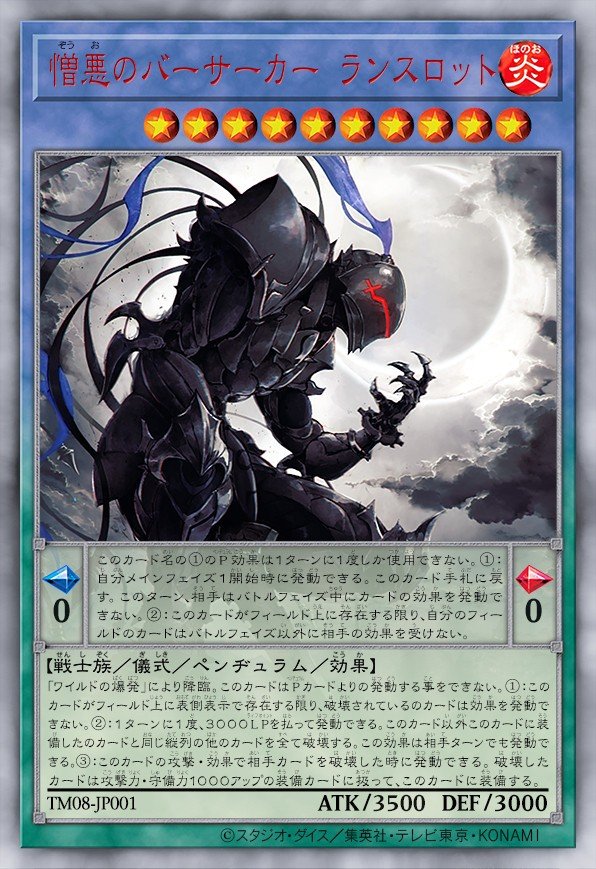 憎悪のバーサーカー ランスロット
ぞうお
炎
ほのお
このカード名の①のP効果は1ターンに1度しか使用できない。①:
自分メインフェイズ1開始時に発動できる。このカード手札に戻
す。このターン、相手はバトルフェイズ中にカードの効果を発動で
きない。②:このカードがフィールド上に存在する限り、自分のフィー
ルドのカードはバトルフェイズ以外に相手の効果を受けない。
0
0
【戦士族/儀式/ペンデュラム/効果】
せんしぞく ぎしき こうか
「ワイルドの爆発」により降臨。このカードはPカードよりの発動する事をできない。①:この
カードがフィールド上に表側表示で存在する限り、破壊されているのカードは効果を発動で
きない。②:1ターンに1度、3000LPを払って発動できる。このカード以外このカードに装
備したのカードと同じ縦列の他のカードを全て破壊する。この効果は相手ターンでも発動で
きる。③:このカードの攻撃・効果で相手カードを破壊した時に発動できる。破壊した
カードは攻撃力・守備力1000アップの装備カードに扱って、このカードに装備する。
TM08-JP001
ATK/3500 DEF/3000
©スタジオ・ダイス/集英社・テレビ東京・KONAMI